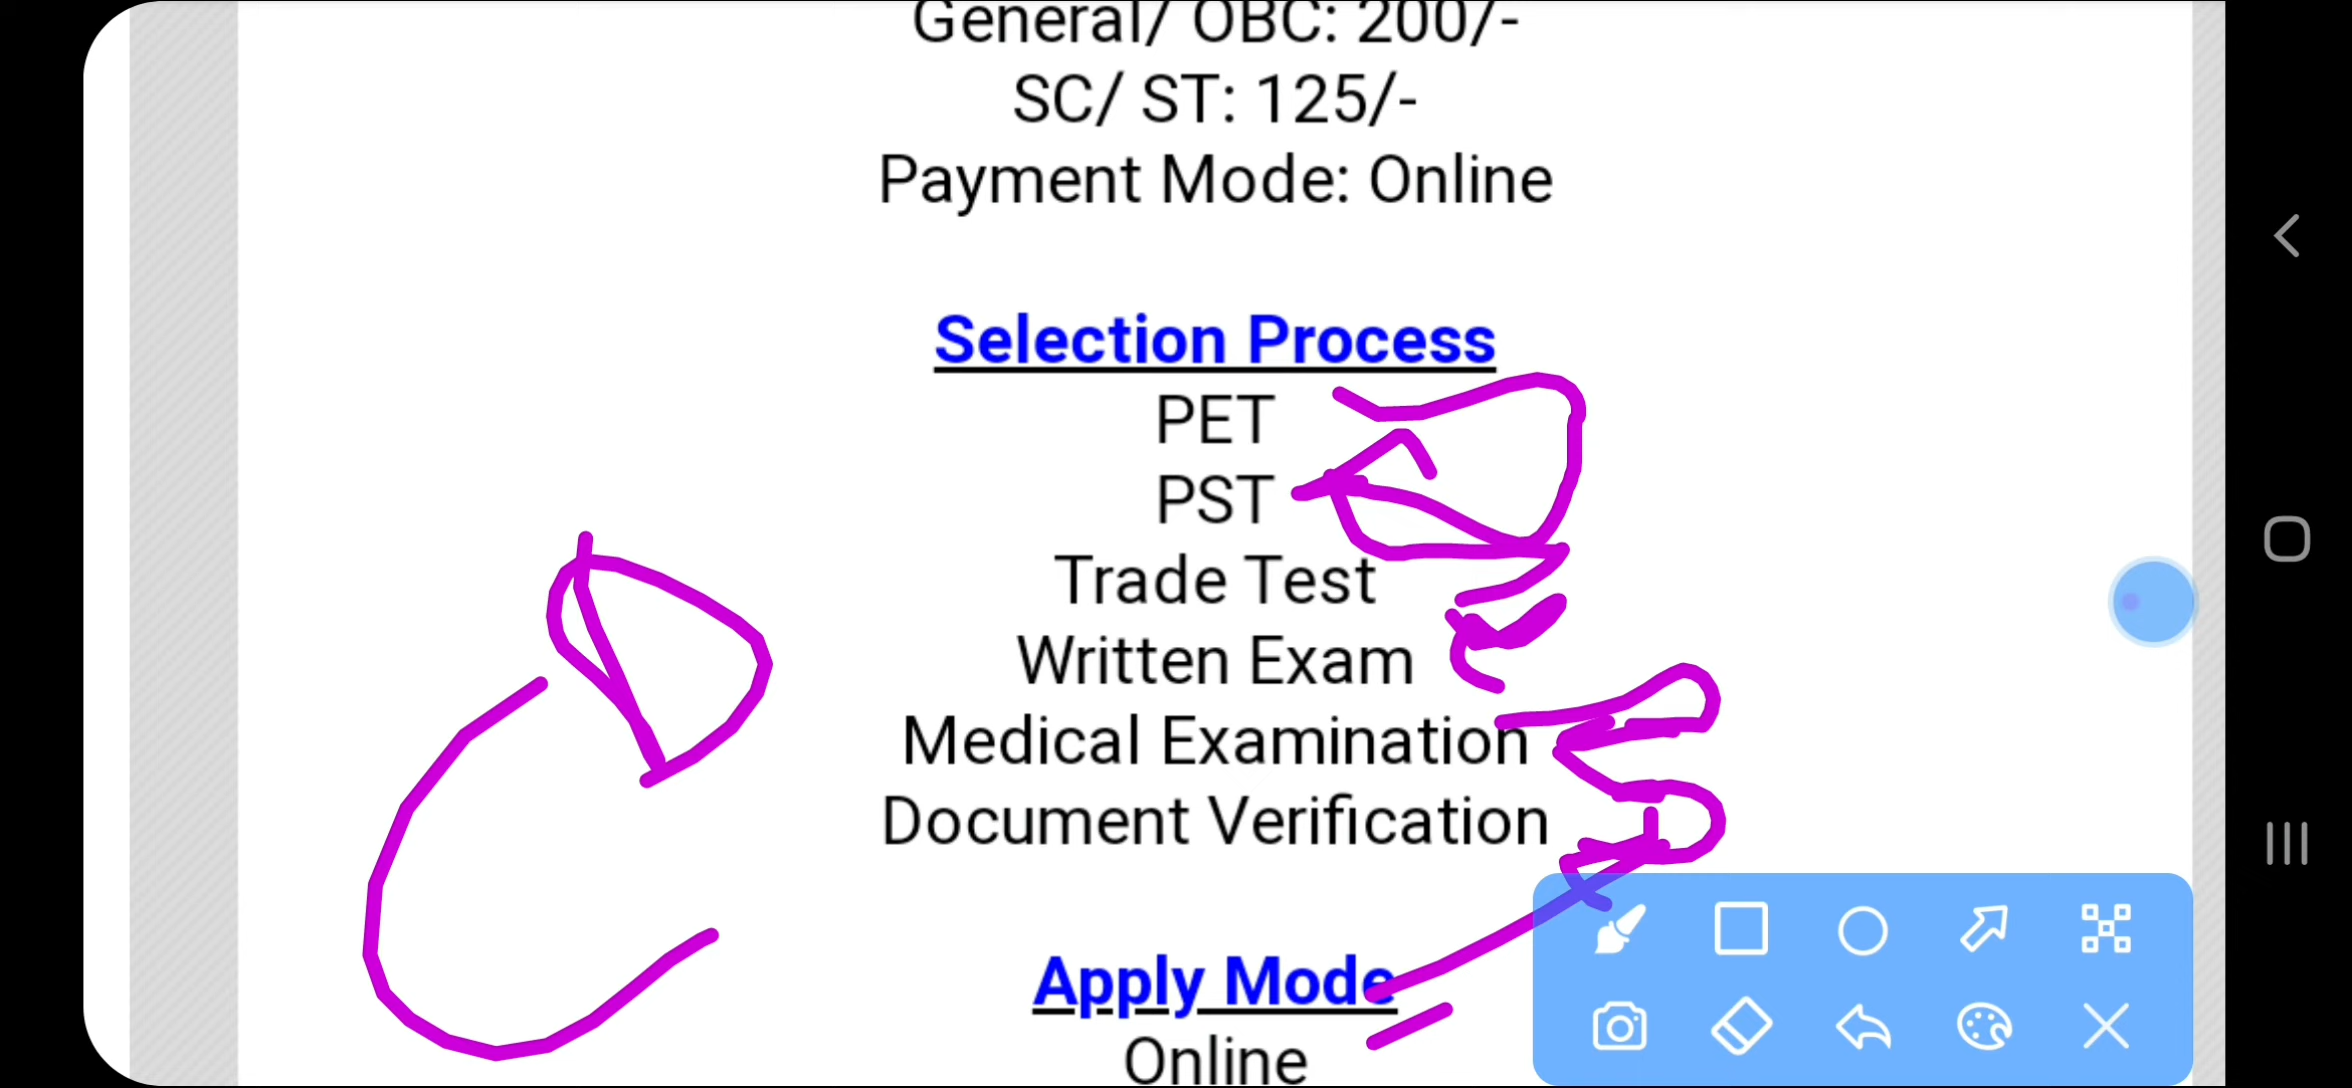 General/ OBC: 200/-
SC/ ST: 125/-
Payment Mode: Online
Selection Process
PET
PST
Trade Test
Written Exam
Medical Examination
Document Verification
Apply Mode
Online